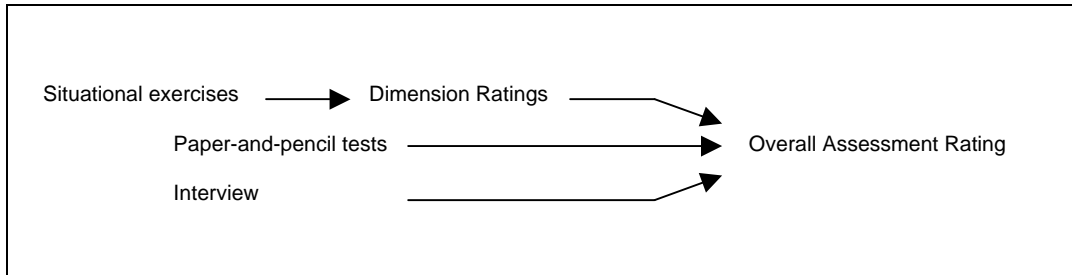 Situational exercises Dimension Ratings
Paper-and-pencil tests Overall Assessment Rating
Interview